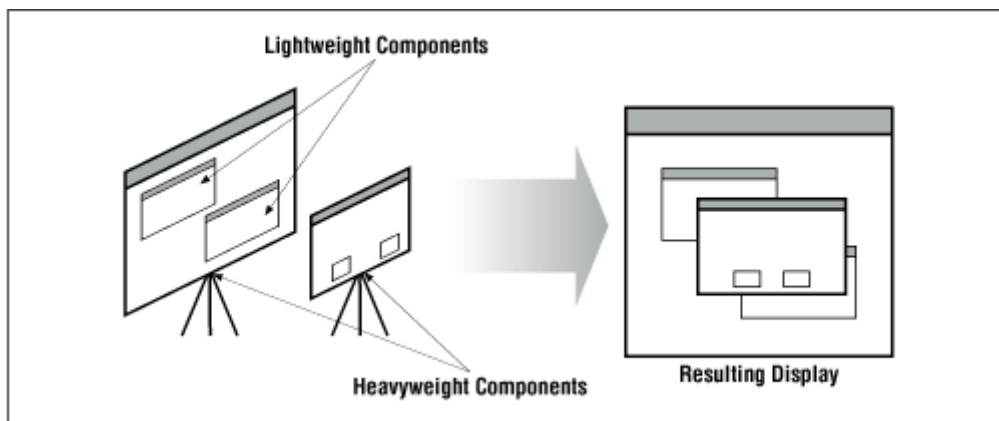 Lightweight Components
Heavyweight Components
Resulting Display